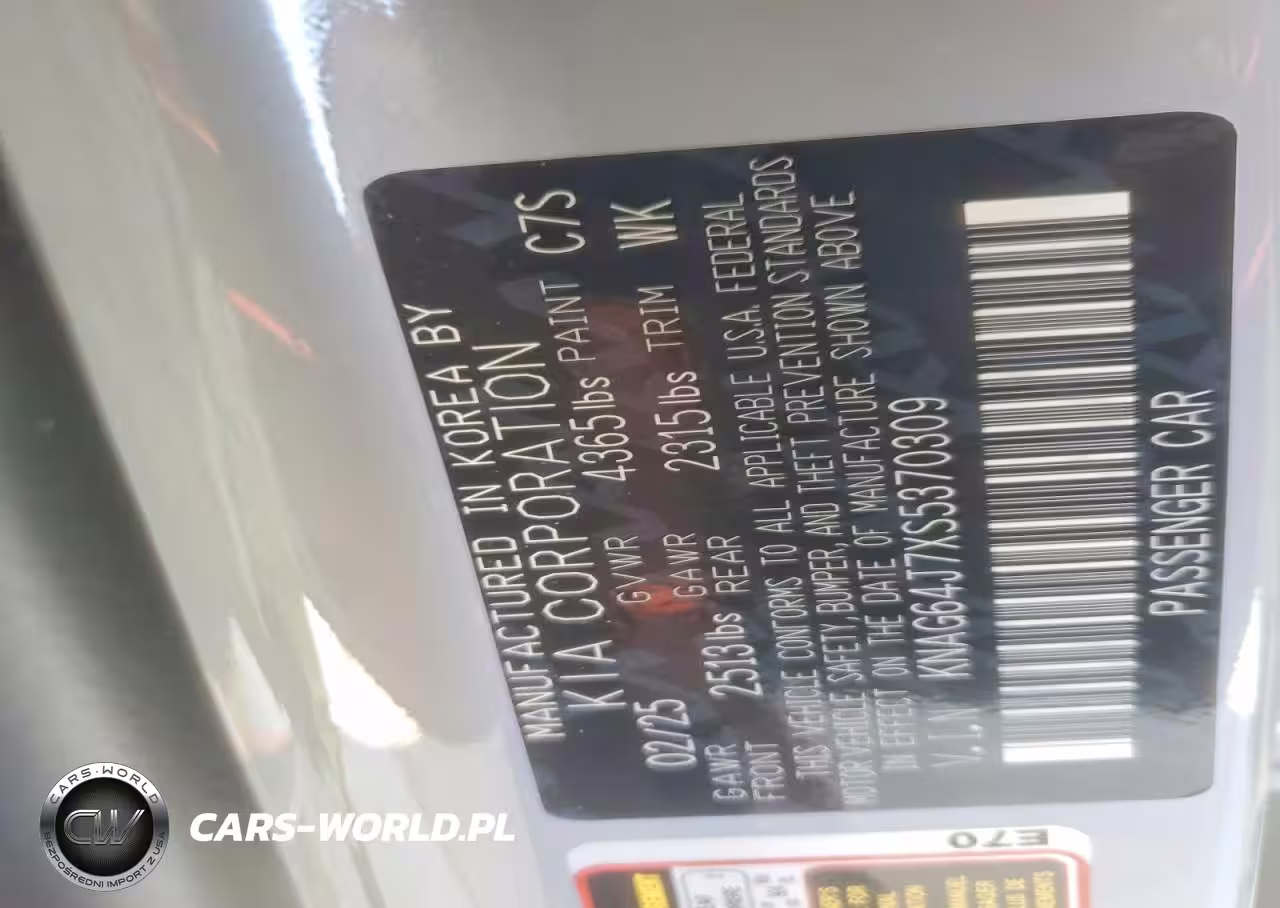 MANUFACTURED IN KOREA BY
KIA CORPORATION
02/25 GVWR 4365lbs PAINT C7S
GAWR FRONT 2513lbs GAWR REAR 2315lbs TRIM WK
THIS VEHICLE CONFORMS TO ALL APPLICABLE U.S.A. FEDERAL
MOTOR VEHICLE SAFETY, BUMPER, AND THEFT PREVENTION STANDARDS
IN EFFECT ON THE DATE OF MANUFACTURE SHOWN ABOVE.
V.I.N KNAG64J7XS5370309
PASSENGER CAR
E70
CARS-WORLD
CW
BEZPOŚREDNI IMPORT Z USA
CARS-WORLD.PL